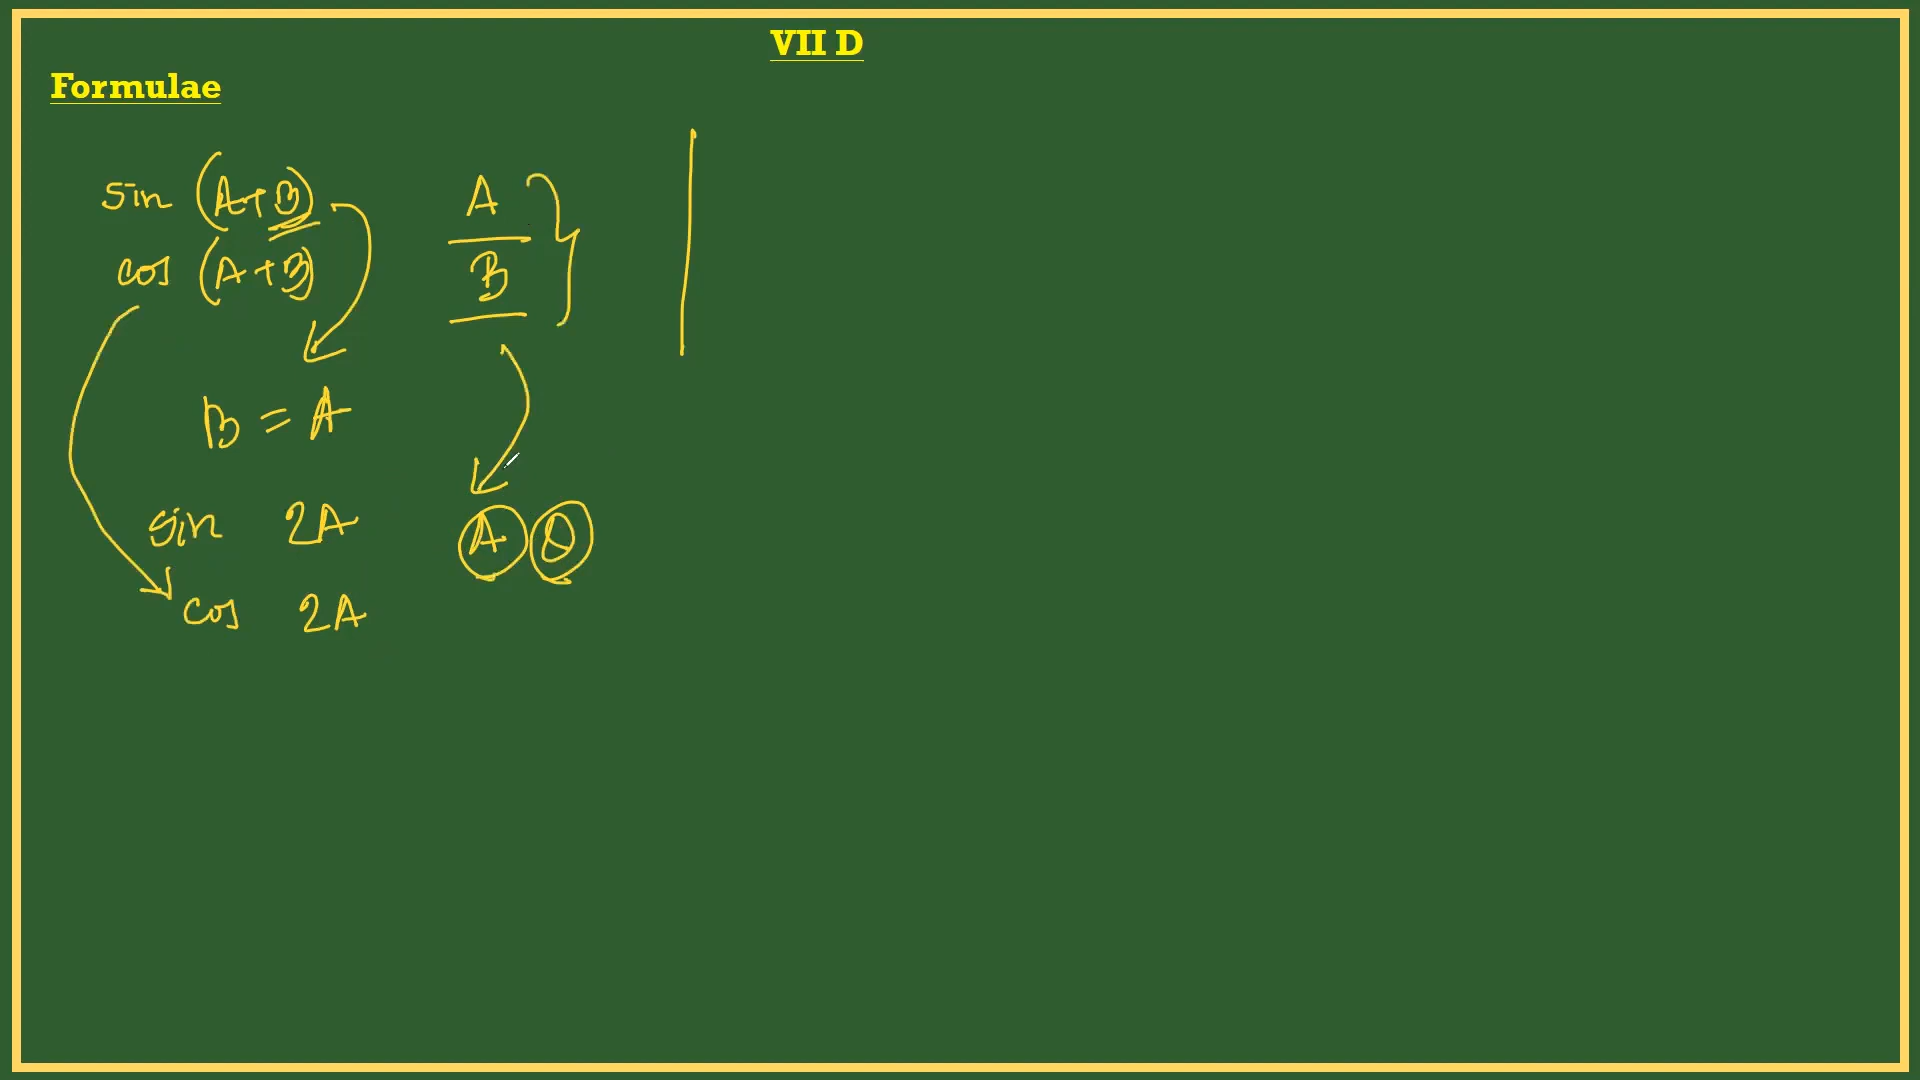 VII D
Formulae
sin (A+B)
cos (A+B)
A
B
B = A
sin 2A
cos 2A
A θ